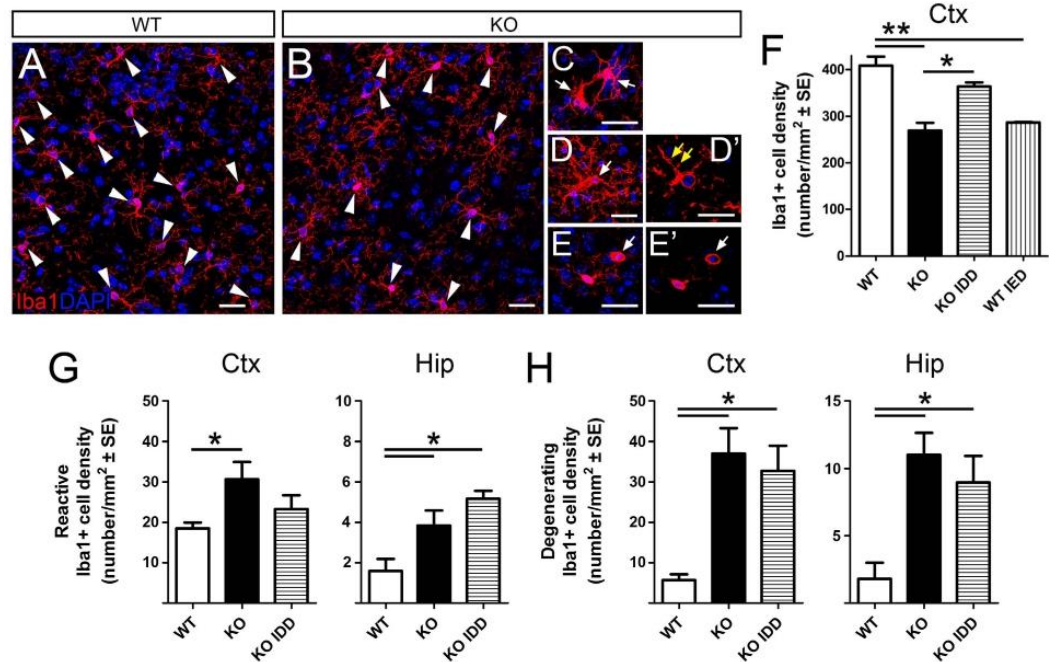 WT
KO
A
B
C
D
D'
E
E'
Iba1DAPI
F
Ctx
**
*
Iba1+ cell density
(number/mm² ± SE)
400
300
200
100
0
WT
KO
KO IDD
WT IED
G
Ctx
Hip
Reactive
Iba1+ cell density
(number/mm² ± SE)
50
40
30
20
10
*
WT
KO
KO IDD
10
8
6
4
2
*
WT
KO
KO IDD
H
Ctx
Hip
Degenerating
Iba1+ cell density
(number/mm² ± SE)
50
40
30
20
10
*
WT
KO
KO IDD
15
10
5
*
WT
KO
KO IDD